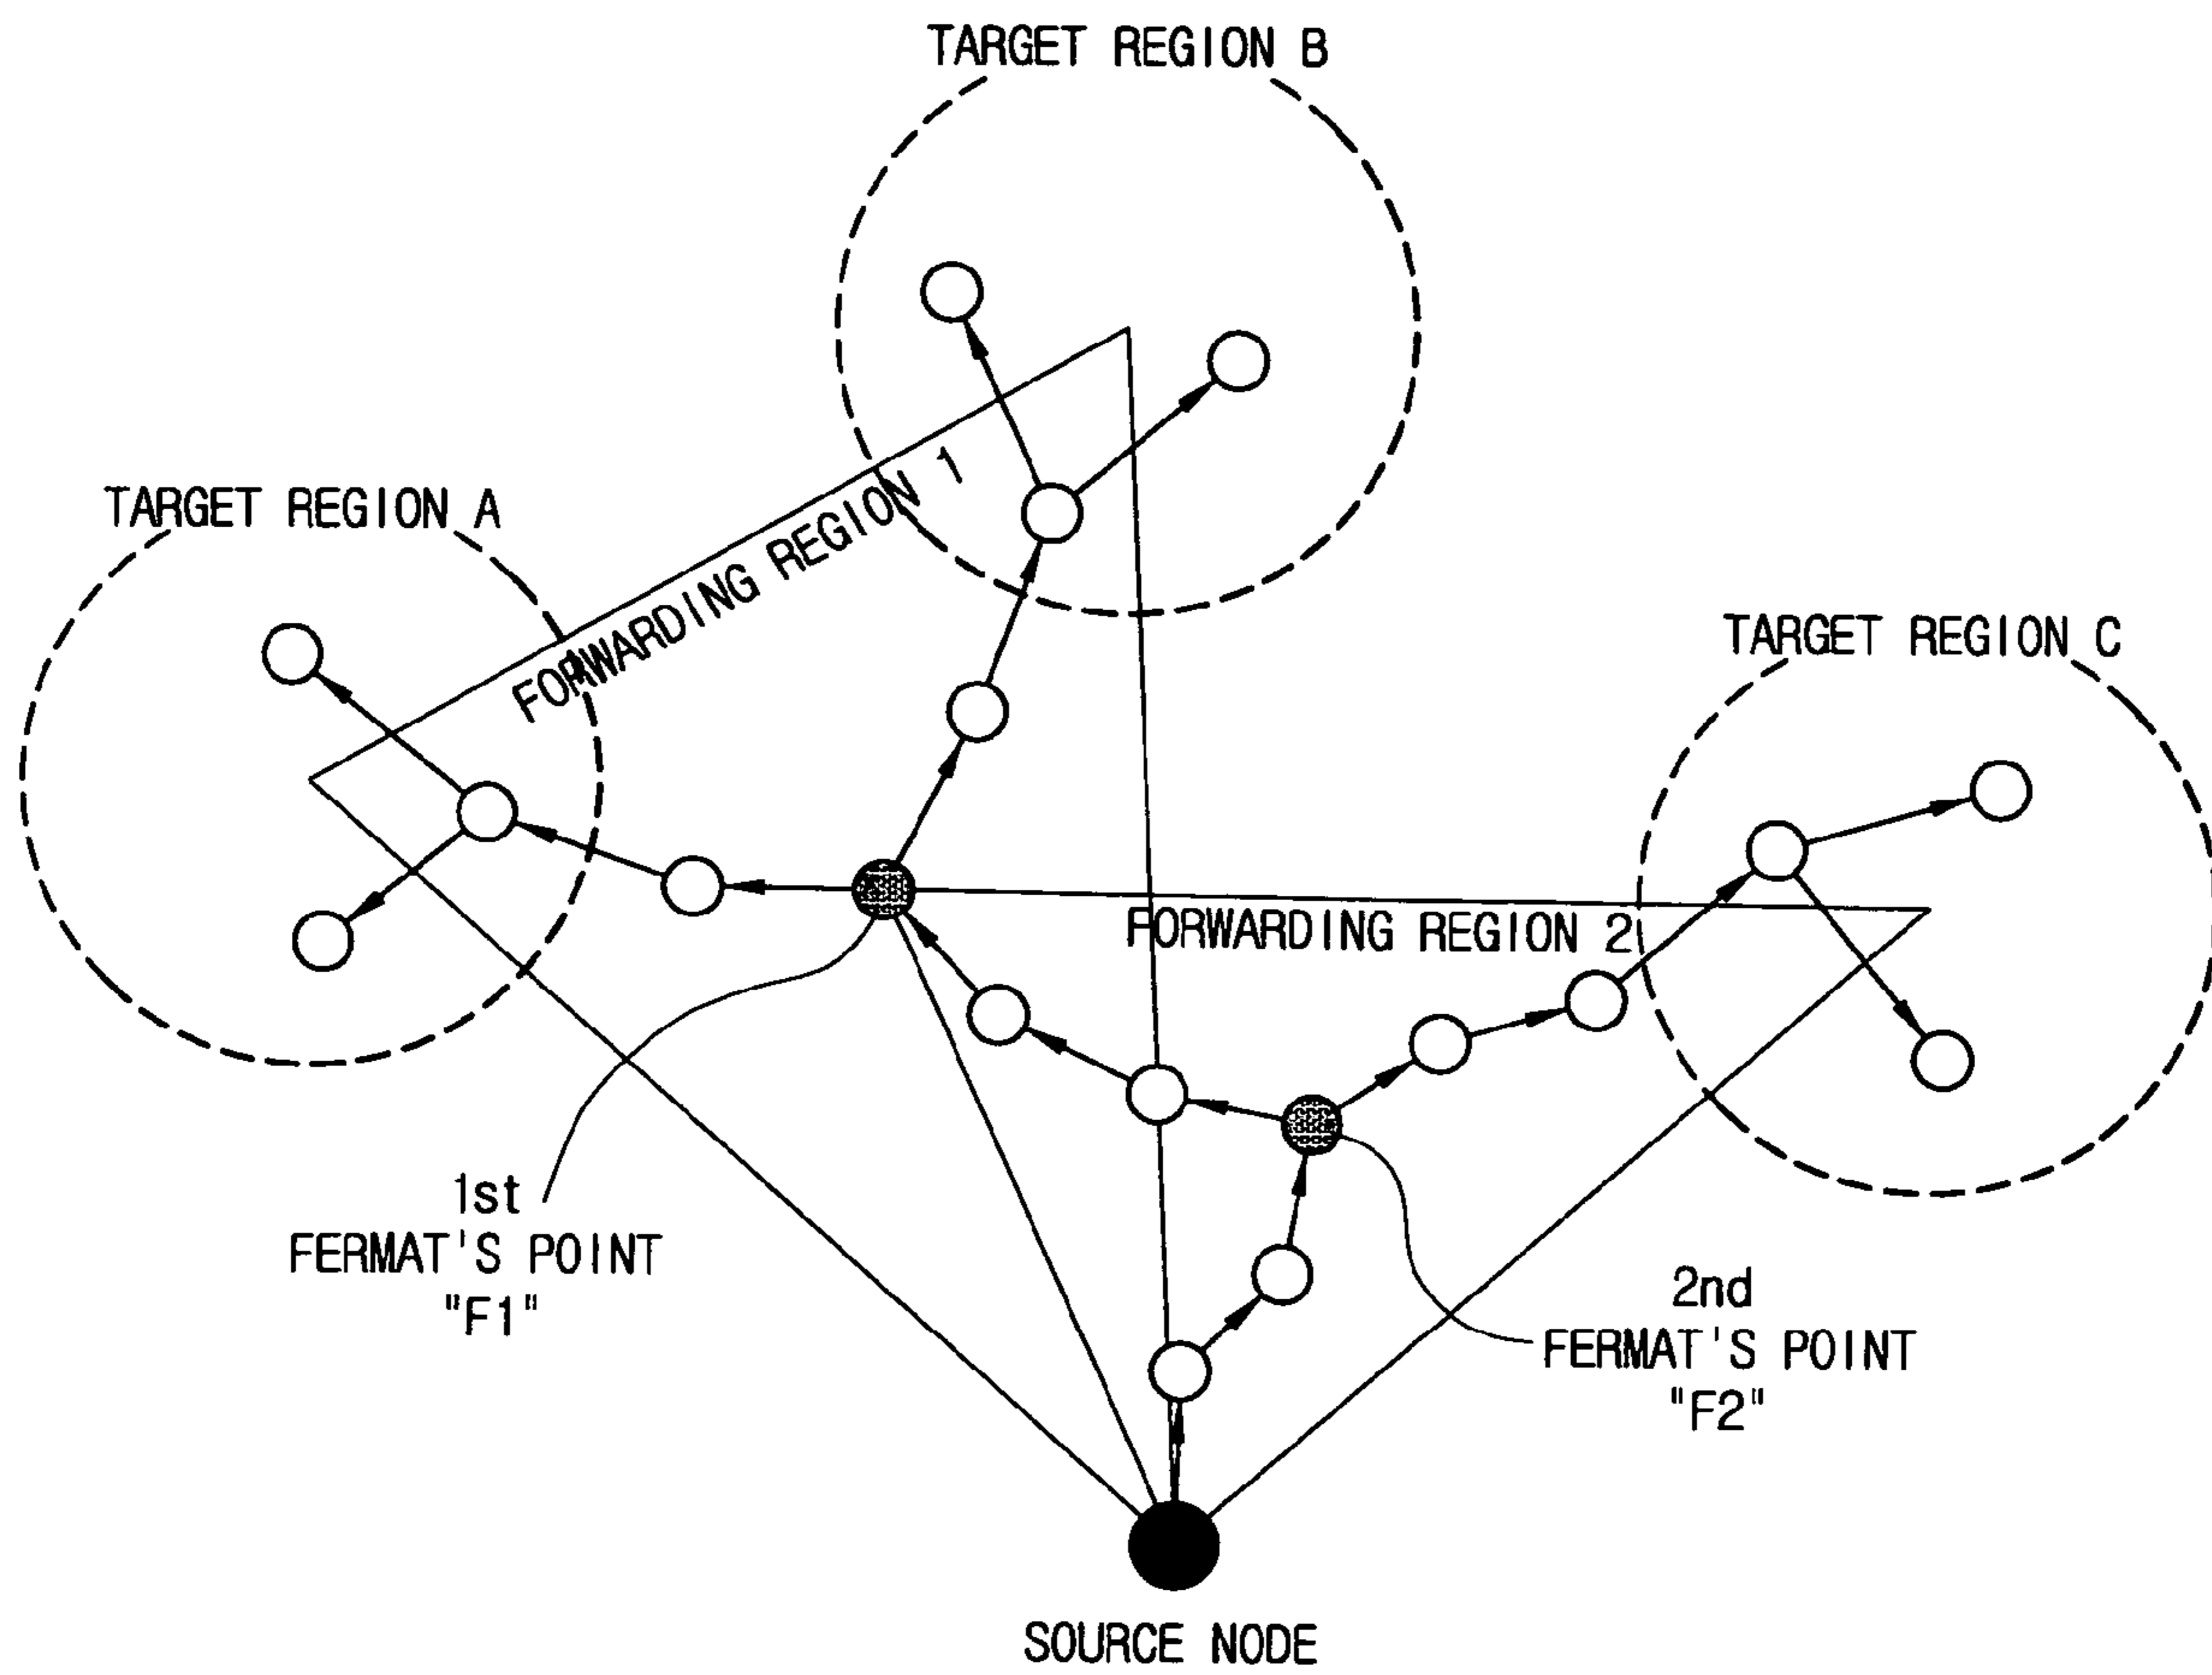 TARGET REGION B
TARGET REGION A
FORWARDING REGION 1
TARGET REGION C
FORWARDING REGION 2
1st
FERMAT'S POINT
"F1"
2nd
FERMAT'S POINT
"F2"
SOURCE NODE